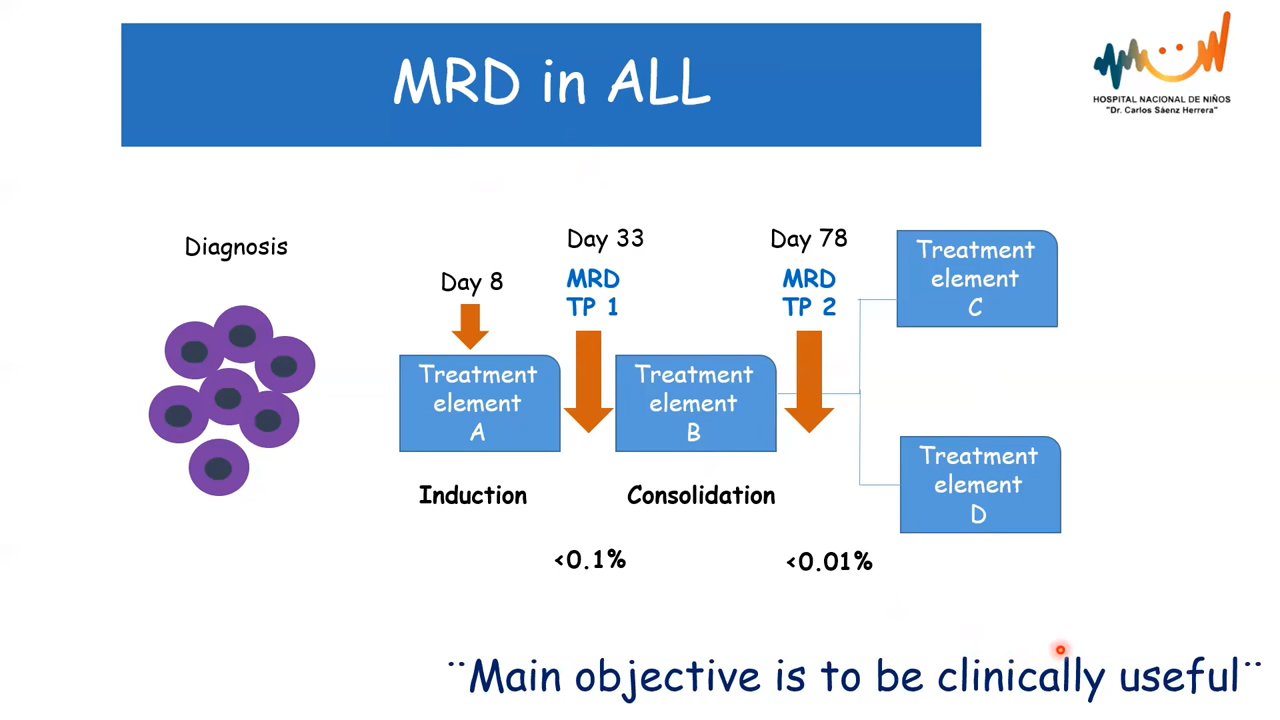 MRD in ALL
HOSPITAL NACIONAL DE NIÑOS
"Dr. Carlos Sáenz Herrera"
Diagnosis
Day 8
Day 33
MRD
TP 1
Day 78
MRD
TP 2
Treatment
element
A
Treatment
element
B
Treatment
element
C
Treatment
element
D
Induction
Consolidation
<0.1%
<0.01%
¨Main objective is to be clinically useful¨